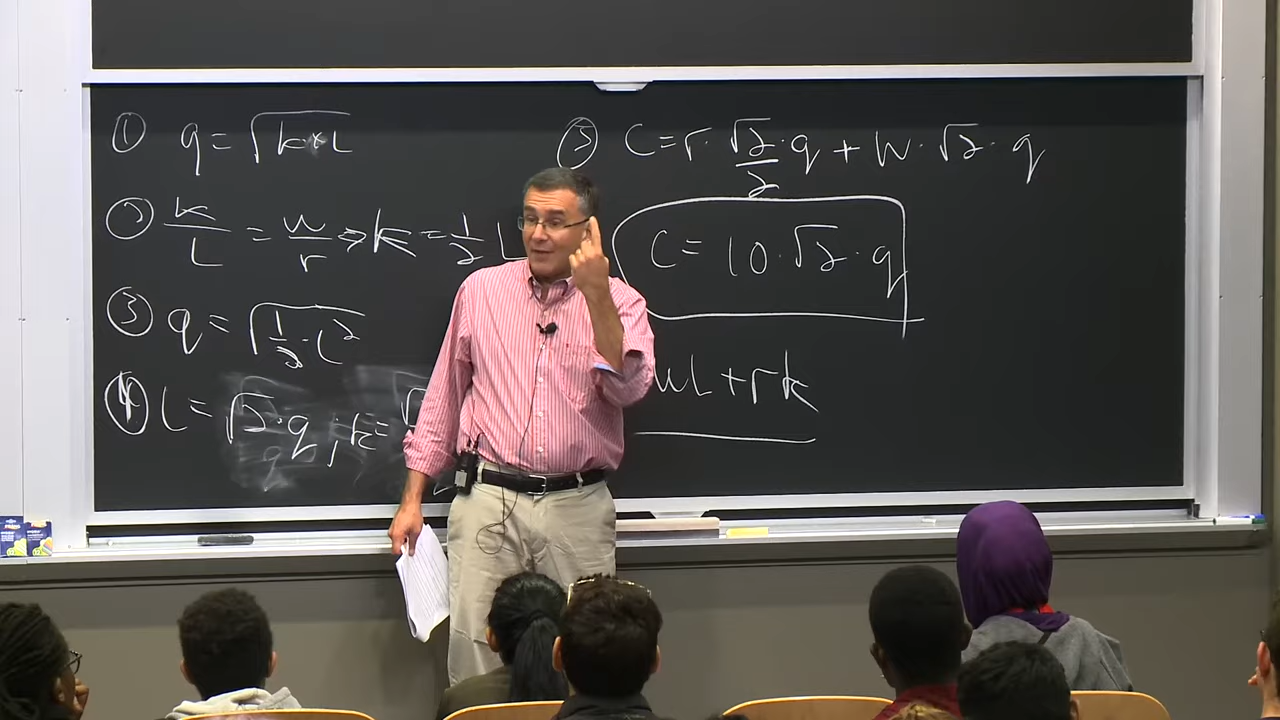 ① q = √(k×L)
② k/L = w/r ⇒ k = 1/2 L
③ q = √(1/2 · L²)
④ L = √2 · q ; k = √
⑤ C = r · √2/2 · q + w · √2 · q
C = 10 · √2 · q
wL + rk